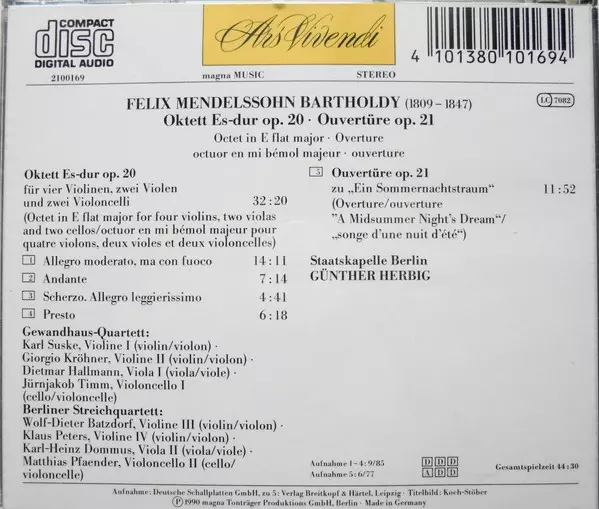 COMPACT
disc
DIGITAL AUDIO
2100169
Ars Vivendi
magna MUSIC STEREO
4 101380 101694
FELIX MENDELSSOHN BARTHOLDY (1809–1847)
LC 7082
Oktett Es-dur op. 20 · Ouvertüre op. 21
Octet in E flat major · Overture
octuor en mi bémol majeur · ouverture
Oktett Es-dur op. 20
für vier Violinen, zwei Violen
und zwei Violoncelli 32:20
(Octet in E flat major for four violins, two violas
and two cellos/octuor en mi bémol majeur pour
quatre violons, deux violes et deux violoncelles)
1 Allegro moderato, ma con fuoco 14:11
2 Andante 7:14
3 Scherzo. Allegro leggierissimo 4:41
4 Presto 6:18
Gewandhaus-Quartett:
Karl Suske, Violine I (violin/violon) ·
Giorgio Kröhner, Violine II (violin/violon) ·
Dietmar Hallmann, Viola I (viola/viole) ·
Jürnjakob Timm, Violoncello I
(cello/violoncelle)
Berliner Streichquartett:
Wolf-Dieter Batzdorf, Violine III (violin/violon) ·
Klaus Peters, Violine IV (violin/violon) ·
Karl-Heinz Dommus, Viola II (viola/viole) ·
Matthias Pfaender, Violoncello II (cello/
violoncelle)
5 Ouvertüre op. 21
zu „Ein Sommernachtstraum“ 11:52
(Overture/ouverture
"A Midsummer Night's Dream"/
„songe d'une nuit d'été“)
Staatskapelle Berlin
GÜNTHER HERBIG
Aufnahme 1–4: 9/85 DDD
Aufnahme 5: 6/77 ADD
Gesamtspielzeit 44:30
Aufnahme: Deutsche Schallplatten GmbH, zu 5: Verlag Breitkopf & Härtel, Leipzig · Titelbild: Koch-Stöber
Ⓟ 1990 magna Tonträger Produktions GmbH, Berlin · Made in Germany